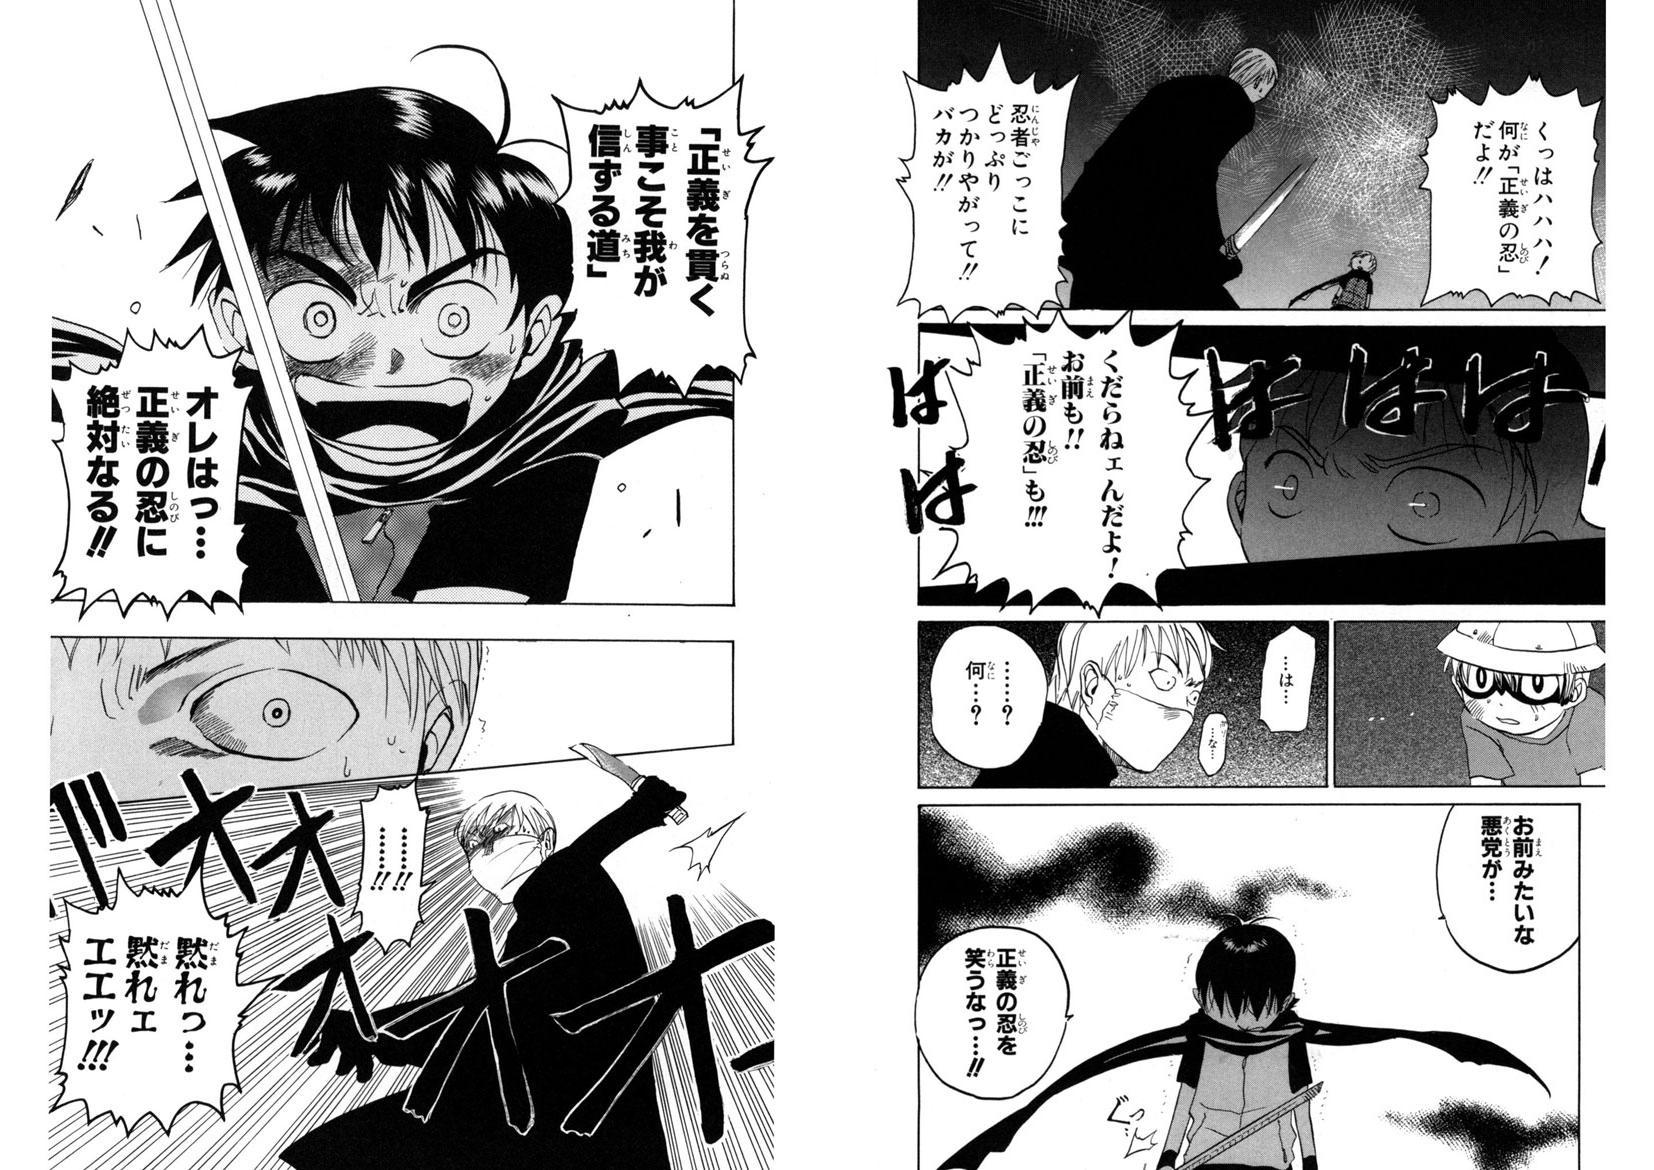 くっはハハハ！
何が「正義の忍」
だよ!!
忍者ごっこに
どっぷり
つかりやがって!!
バカが!!
はははは
はは
くだらねェんだよ！
お前も!!
「正義の忍」も!!!
…は…
…な…
……？
何……？
お前みたいな
悪党が…
正義の忍を
笑うなっ……!!
ぐっ
「正義を貫く
事こそ我が
信ずる道」
オレはっ…
正義の忍に
絶対なる!!
……!!
……!!
ドオオオオオー
黙れっ…
黙れェ
エエッ!!!